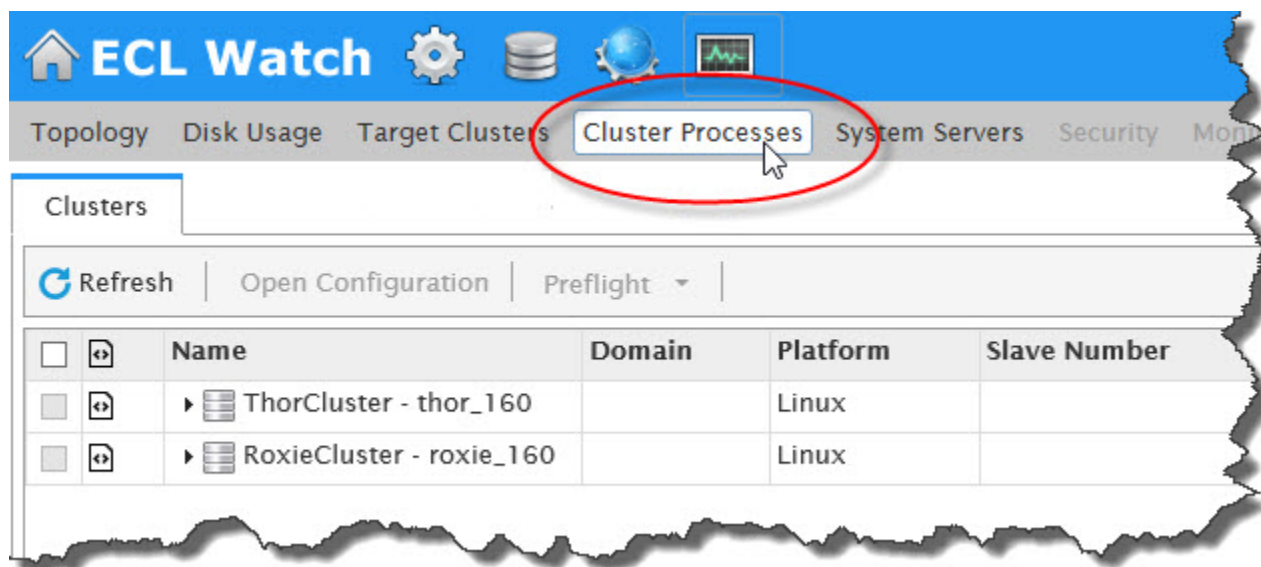 ECL Watch
Topology Disk Usage Target Clusters Cluster Processes System Servers Security
Clusters
Refresh Open Configuration Preflight
Name Domain Platform Slave Number
ThorCluster - thor_160 Linux
RoxieCluster - roxie_160 Linux